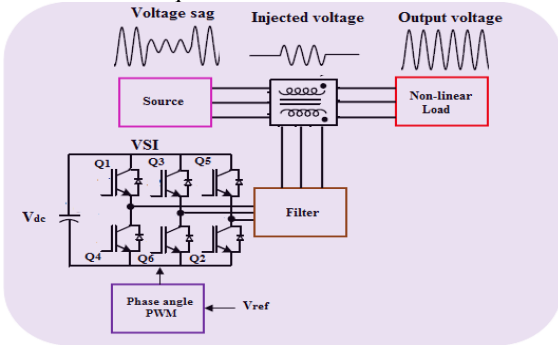 Voltage sag
Injected voltage
Output voltage
Source
Non-linear
Load
VSI
Q1
Q3
Q5
Vdc
Filter
Q4
Q6
Q2
Phase angle
PWM
Vref